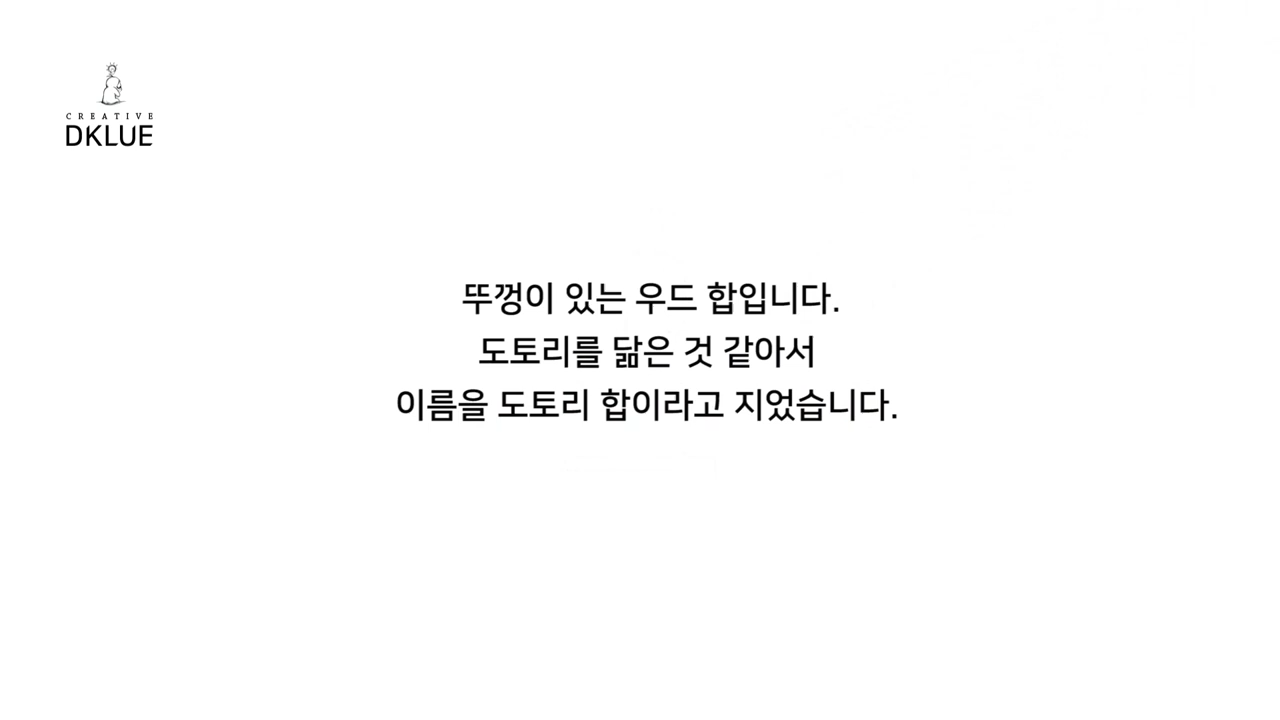 CREATIVE
DKLUE
뚜껑이 있는 우드 합입니다.
도토리를 닮은 것 같아서
이름을 도토리 합이라고 지었습니다.